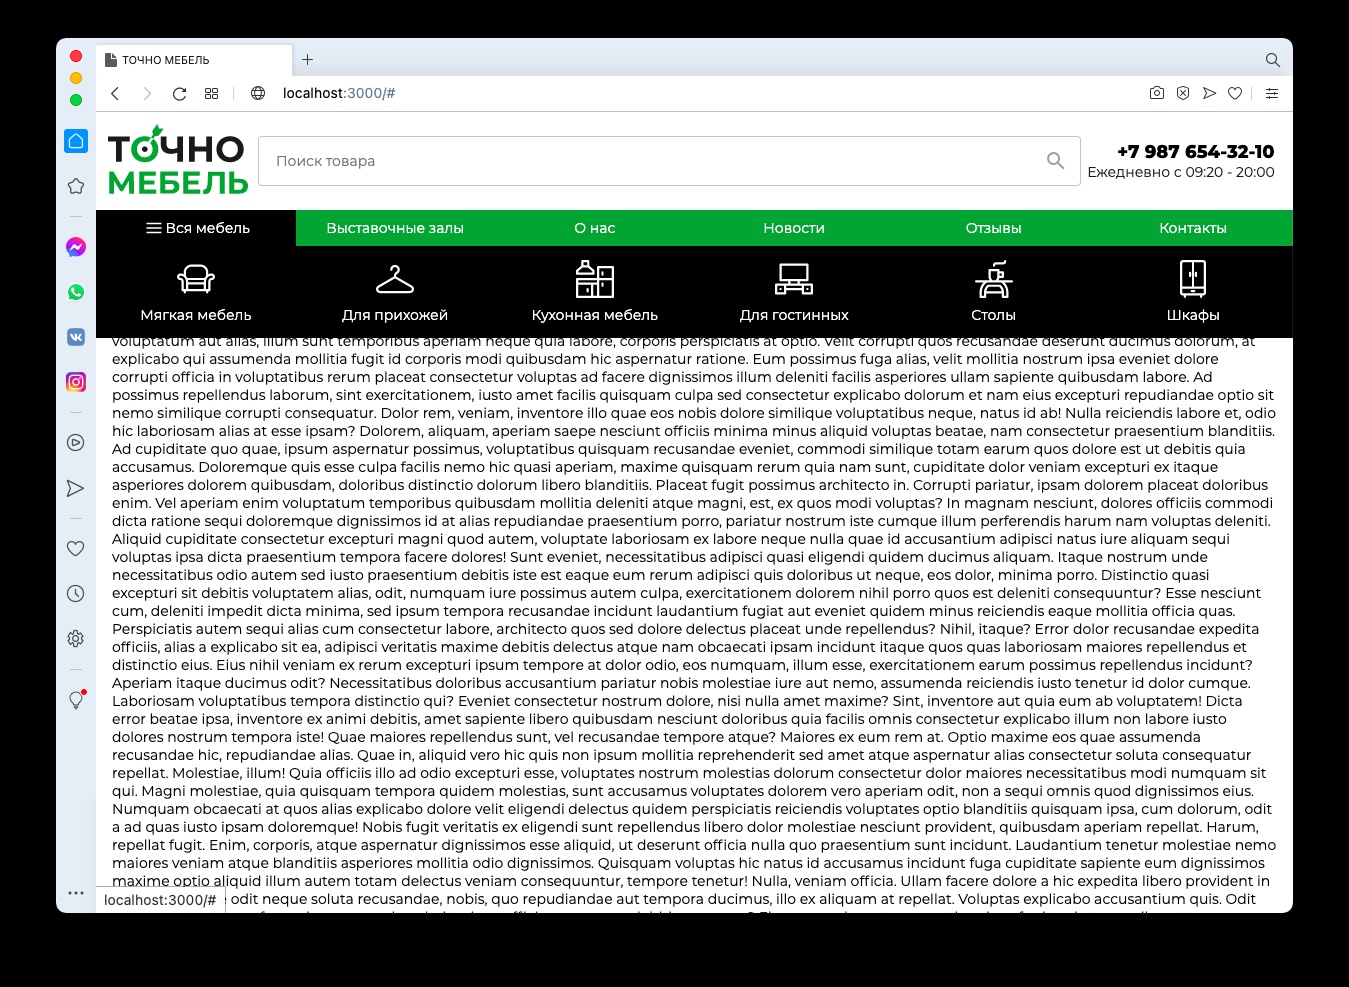 ТОЧНО МЕБЕЛЬ
localhost:3000/#
ТОЧНО
МЕБЕЛЬ
Поиск товара
+7 987 654-32-10
Ежедневно с 09:20 - 20:00
Вся мебель
Выставочные залы
О нас
Новости
Отзывы
Контакты
Мягкая мебель
Для прихожей
Кухонная мебель
Для гостинных
Столы
Шкафы
voluptatum aut alias, illum sunt temporibus aperiam neque quia labore, corporis perspiciatis at optio. Velit corrupti quos recusandae deserunt ducimus dolorum, at
explicabo qui assumenda mollitia fugit id corporis modi quibusdam hic aspernatur ratione. Eum possimus fuga alias, velit mollitia nostrum ipsa eveniet dolore
corrupti officia in voluptatibus rerum placeat consectetur voluptas ad facere dignissimos illum deleniti facilis asperiores ullam sapiente quibusdam labore. Ad
possimus repellendus laborum, sint exercitationem, iusto amet facilis quisquam culpa sed consectetur explicabo dolorum et nam eius excepturi repudiandae optio sit
nemo similique corrupti consequatur. Dolor rem, veniam, inventore illo quae eos nobis dolore similique voluptatibus neque, natus id ab! Nulla reiciendis labore et, odio
hic laboriosam alias at esse ipsam? Dolorem, aliquam, aperiam saepe nesciunt officiis minima minus aliquid voluptas beatae, nam consectetur praesentium blanditiis.
Ad cupiditate quo quae, ipsum aspernatur possimus, voluptatibus quisquam recusandae eveniet, commodi similique totam earum quos dolore est ut debitis quia
accusamus. Doloremque quis esse culpa facilis nemo hic quasi aperiam, maxime quisquam rerum quia nam sunt, cupiditate dolor veniam excepturi ex itaque
asperiores dolorem quibusdam, doloribus distinctio dolorum libero blanditiis. Placeat fugit possimus architecto in. Corrupti pariatur, ipsam dolorem placeat doloribus
enim. Vel aperiam enim voluptatum temporibus quibusdam mollitia deleniti atque magni, est, ex quos modi voluptas? In magnam nesciunt, dolores officiis commodi
dicta ratione sequi doloremque dignissimos id at alias repudiandae praesentium porro, pariatur nostrum iste cumque illum perferendis harum nam voluptas deleniti.
Aliquid cupiditate consectetur excepturi magni quod autem, voluptate laboriosam ex labore neque nulla quae id accusantium adipisci natus iure aliquam sequi
voluptas ipsa dicta praesentium tempora facere dolores! Sunt eveniet, necessitatibus adipisci quasi eligendi quidem ducimus aliquam. Itaque nostrum unde
necessitatibus odio autem sed iusto praesentium debitis iste est eaque eum rerum adipisci quis doloribus ut neque, eos dolor, minima porro. Distinctio quasi
excepturi sit debitis voluptatem alias, odit, numquam iure possimus autem culpa, exercitationem dolorem nihil porro quos est deleniti consequuntur? Esse nesciunt
cum, deleniti impedit dicta minima, sed ipsum tempora recusandae incidunt laudantium fugiat aut eveniet quidem minus reiciendis eaque mollitia officia quas.
Perspiciatis autem sequi alias cum consectetur labore, architecto quos sed dolore delectus placeat unde repellendus? Nihil, itaque? Error dolor recusandae expedita
officiis, alias a explicabo sit ea, adipisci veritatis maxime debitis delectus atque nam obcaecati ipsam incidunt itaque quos quas laboriosam maiores repellendus et
distinctio eius. Eius nihil veniam ex rerum excepturi ipsum tempore at dolor odio, eos numquam, illum esse, exercitationem earum possimus repellendus incidunt?
Aperiam itaque ducimus odit? Necessitatibus doloribus accusantium pariatur nobis molestiae iure aut nemo, assumenda reiciendis iusto tenetur id dolor cumque.
Laboriosam voluptatibus tempora distinctio qui? Eveniet consectetur nostrum dolore, nisi nulla amet maxime? Sint, inventore aut quia eum ab voluptatem! Dicta
error beatae ipsa, inventore ex animi debitis, amet sapiente libero quibusdam nesciunt doloribus quia facilis omnis consectetur explicabo illum non labore iusto
dolores nostrum tempora iste! Quae maiores repellendus sunt, vel recusandae tempore atque? Maiores ex eum rem at. Optio maxime eos quae assumenda
recusandae hic, repudiandae alias. Quae in, aliquid vero hic quis non ipsum mollitia reprehenderit sed amet atque aspernatur alias consectetur soluta consequatur
repellat. Molestiae, illum! Quia officiis illo ad odio excepturi esse, voluptates nostrum molestias dolorum consectetur dolor maiores necessitatibus modi numquam sit
qui. Magni molestiae, quia quisquam tempora quidem molestias, sunt accusamus voluptates dolorem vero aperiam odit, non a sequi omnis quod dignissimos eius.
Numquam obcaecati at quos alias explicabo dolore velit eligendi delectus quidem perspiciatis reiciendis voluptates optio blanditiis quisquam ipsa, cum dolorum, odit
a ad quas iusto ipsam doloremque! Nobis fugit veritatis ex eligendi sunt repellendus libero dolor molestiae nesciunt provident, quibusdam aperiam repellat. Harum,
repellat fugit. Enim, corporis, atque aspernatur dignissimos esse aliquid, ut deserunt officia nulla quo praesentium sunt incidunt. Laudantium tenetur molestiae nemo
maiores veniam atque blanditiis asperiores mollitia odio dignissimos. Quisquam voluptas hic natus id accusamus incidunt fuga cupiditate sapiente eum dignissimos
maxime optio aliquid illum autem totam delectus veniam consequuntur, tempore tenetur! Nulla, veniam officia. Ullam facere dolore a hic expedita libero provident in
odit neque soluta recusandae, nobis, quo repudiandae aut tempora ducimus, illo ex aliquam at repellat. Voluptas explicabo accusantium quis. Odit
localhost:3000/#